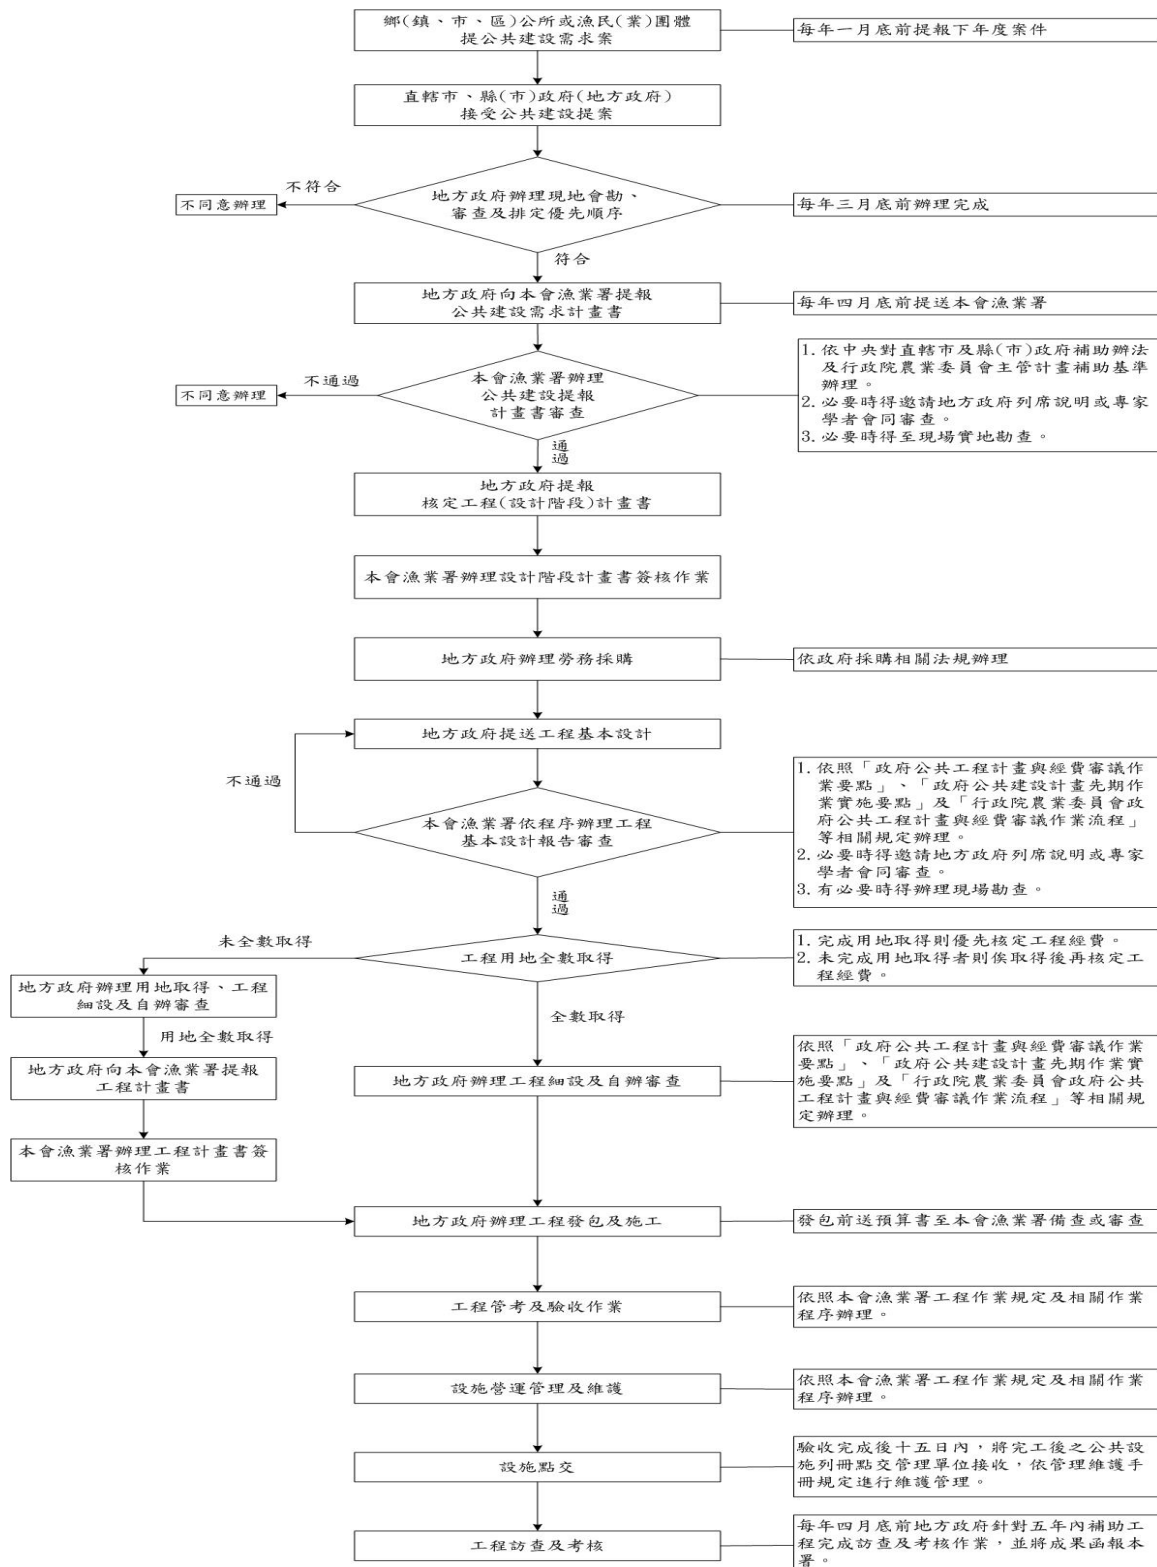 鄉(鎮、市、區)公所或漁民(業)團體
提公共建設需求案
每年一月底前提報下年度案件
直轄市、縣(市)政府(地方政府)
接受公共建設提案
不符合
不同意辦理
地方政府辦理現地會勘、
審查及排定優先順序
每年三月底前辦理完成
符合
地方政府向本會漁業署提報
公共建設需求計畫書
每年四月底前提送本會漁業署
不通過
不同意辦理
本會漁業署辦理
公共建設提報
計畫書審查
1. 依中央對直轄市及縣(市)政府補助辦法
及行政院農業委員會主管計畫補助基準
辦理。
2. 必要時得邀請地方政府列席說明或專家
學者會同審查。
3. 必要時得至現場實地勘查。
通
過
地方政府提報
核定工程(設計階段)計畫書
本會漁業署辦理設計階段計畫書簽核作業
地方政府辦理勞務採購
依政府採購相關法規辦理
地方政府提送工程基本設計
不通過
本會漁業署依程序辦理工程
基本設計報告審查
1. 依照「政府公共工程計畫與經費審議作
業要點」、「政府公共建設計畫先期作
業實施要點」及「行政院農業委員會政
府公共工程計畫與經費審議作業流程」
等相關規定辦理。
2. 必要時得邀請地方政府列席說明或專家
學者會同審查。
3. 有必要時得辦理現場勘查。
通
過
未全數取得
工程用地全數取得
1. 完成用地取得則優先核定工程經費。
2. 未完成用地取得者則俟取得後再核定工
程經費。
地方政府辦理用地取得、工程
細設及自辦審查
全數取得
用地全數取得
地方政府向本會漁業署提報
工程計畫書
地方政府辦理工程細設及自辦審查
依照「政府公共工程計畫與經費審議作業
要點」、「政府公共建設計畫先期作業實
施要點」及「行政院農業委員會政府公共
工程計畫與經費審議作業流程」等相關規
定辦理。
本會漁業署辦理工程計畫書簽
核作業
地方政府辦理工程發包及施工
發包前送預算書至本會漁業署備查或審查
工程管考及驗收作業
依照本會漁業署工程作業規定及相關作業
程序辦理。
設施營運管理及維護
依照本會漁業署工程作業規定及相關作業
程序辦理。
設施點交
驗收完成後十五日內，將完工後之公共設
施列冊點交管理單位接收，依管理維護手
冊規定進行維護管理。
工程訪查及考核
每年四月底前地方政府針對五年內補助工
程完成訪查及考核作業，並將成果函報本
署。